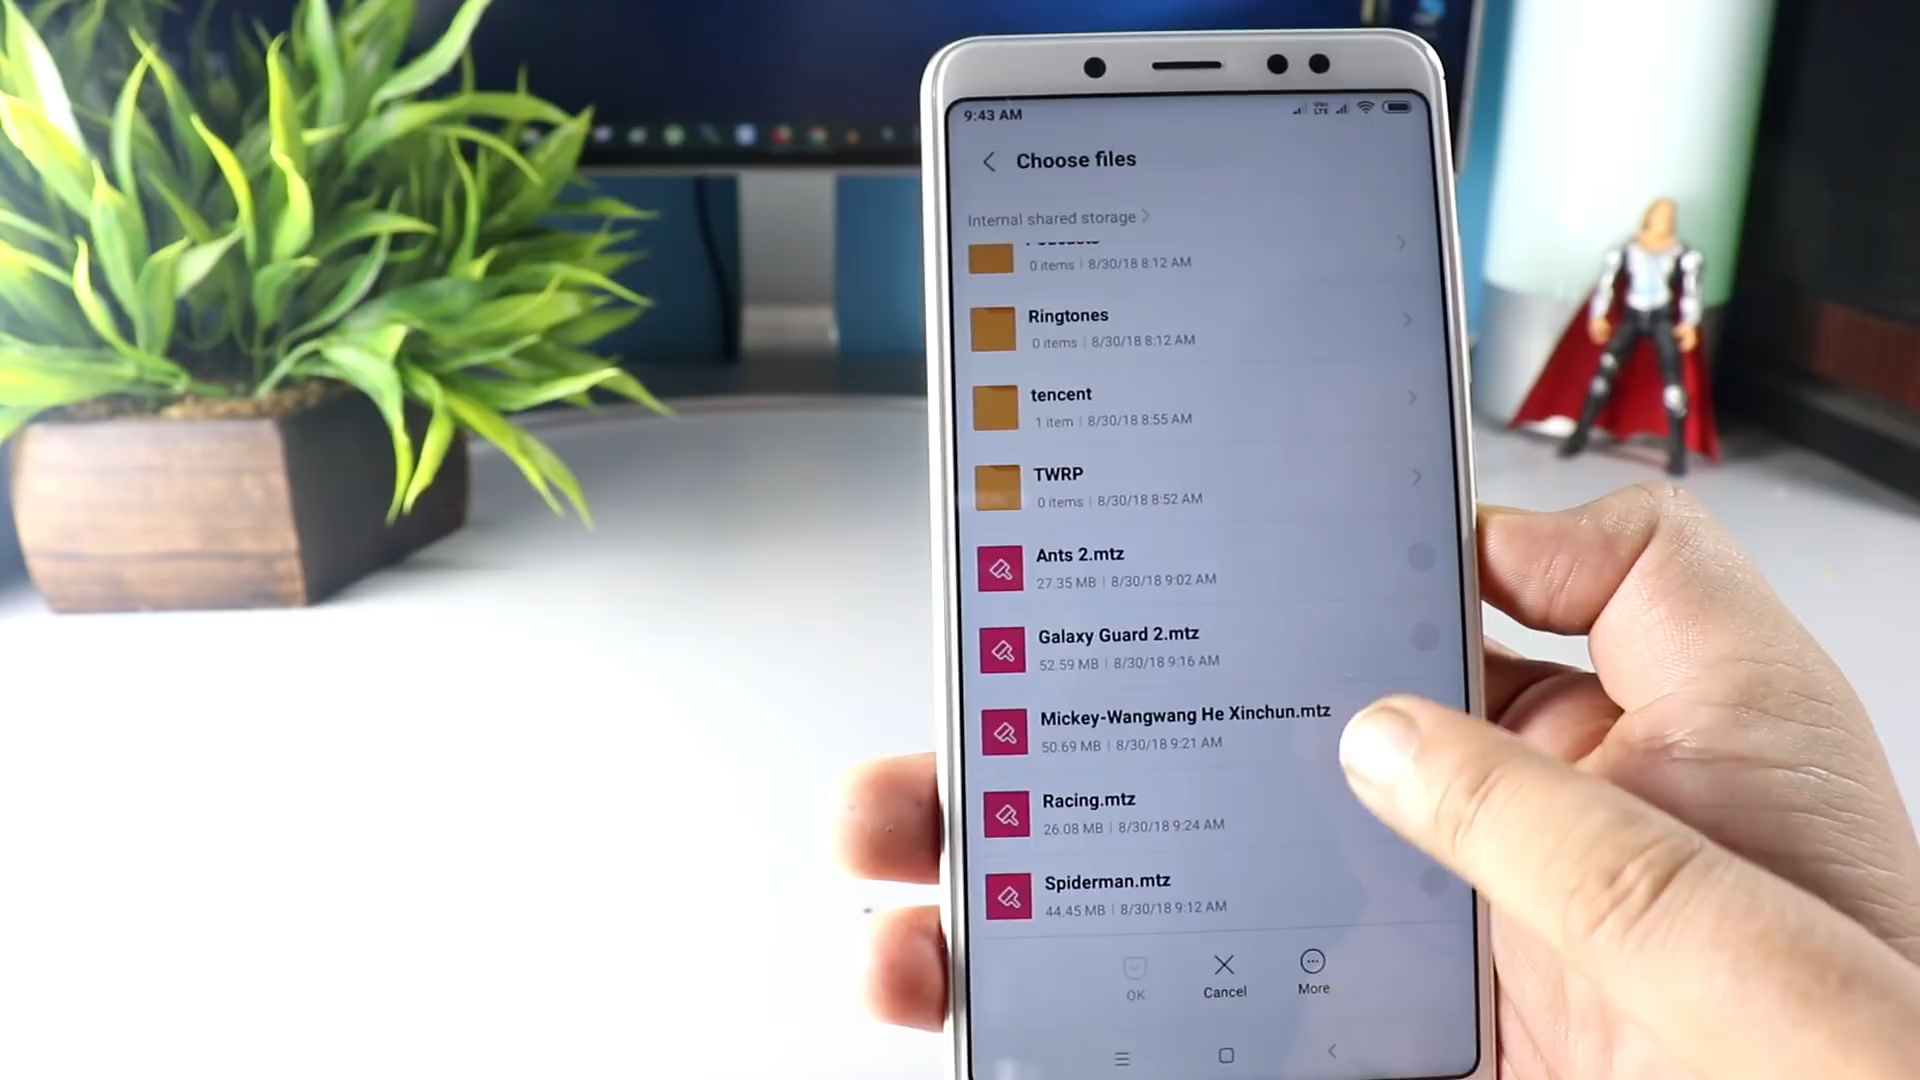 9:43 AM
VoLTE
Choose files
Internal shared storage
Podcasts
0 items | 8/30/18 8:12 AM
Ringtones
0 items | 8/30/18 8:12 AM
tencent
1 item | 8/30/18 8:55 AM
TWRP
0 items | 8/30/18 8:52 AM
Ants 2.mtz
27.35 MB | 8/30/18 9:02 AM
Galaxy Guard 2.mtz
52.59 MB | 8/30/18 9:16 AM
Mickey-Wangwang He Xinchun.mtz
50.69 MB | 8/30/18 9:21 AM
Racing.mtz
26.08 MB | 8/30/18 9:24 AM
Spiderman.mtz
44.45 MB | 8/30/18 9:12 AM
OK
Cancel
More